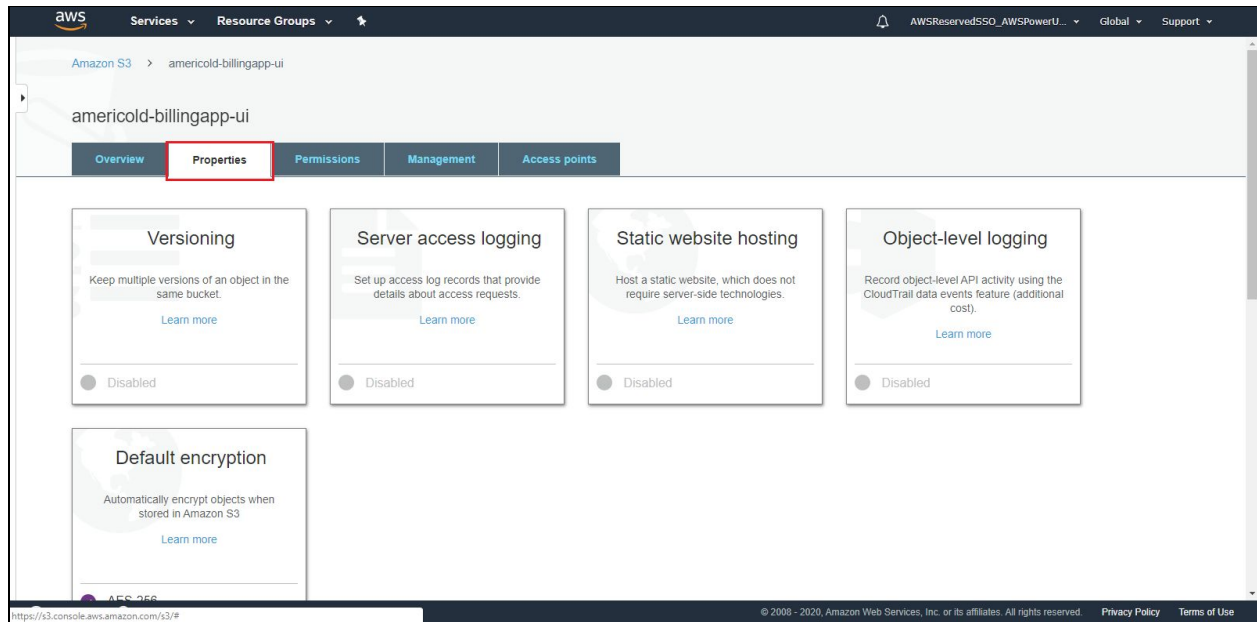 aws Services Resource Groups AWSReservedSSO_AWSPowerU... Global Support
Amazon S3 > americold-billingapp-ui
americold-billingapp-ui
Overview Properties Permissions Management Access points
Versioning
Keep multiple versions of an object in the
same bucket.
Learn more
Disabled
Server access logging
Set up access log records that provide
details about access requests.
Learn more
Disabled
Static website hosting
Host a static website, which does not
require server-side technologies.
Learn more
Disabled
Object-level logging
Record object-level API activity using the
CloudTrail data events feature (additional
cost).
Learn more
Disabled
Default encryption
Automatically encrypt objects when
stored in Amazon S3
Learn more
AES-256
https://s3.console.aws.amazon.com/s3/#
© 2008 - 2020, Amazon Web Services, Inc. or its affiliates. All rights reserved. Privacy Policy Terms of Use